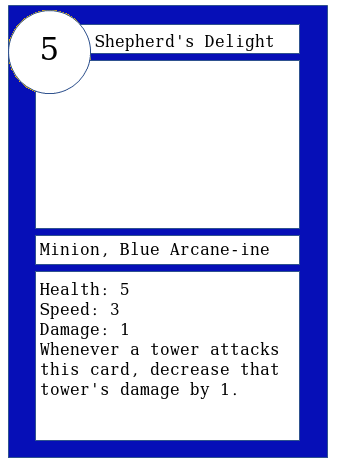 5
Shepherd's Delight
Minion, Blue Arcane-ine
Health: 5
Speed: 3
Damage: 1
Whenever a tower attacks
this card, decrease that
tower's damage by 1.